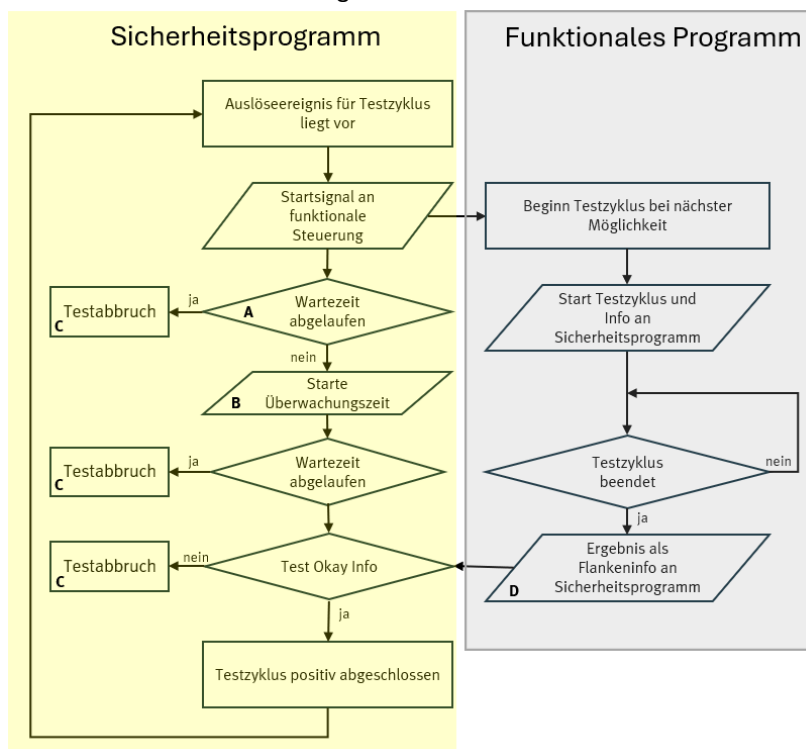 Sicherheitsprogramm
Funktionales Programm
Auslöseereignis für Testzyklus
liegt vor
Startsignal an
funktionale
Steuerung
Beginn Testzyklus bei nächster
Möglichkeit
Testabbruch
C
ja
A
Wartezeit
abgelaufen
Start Testzyklus und
Info an
Sicherheitsprogramm
nein
Starte
B Überwachungszeit
Testabbruch
C
ja
Wartezeit
abgelaufen
Testzyklus
beendet
nein
ja
Testabbruch
C
nein
Test Okay Info
Ergebnis als
Flankeninfo an
D Sicherheitsprogramm
ja
Testzyklus positiv abgeschlossen